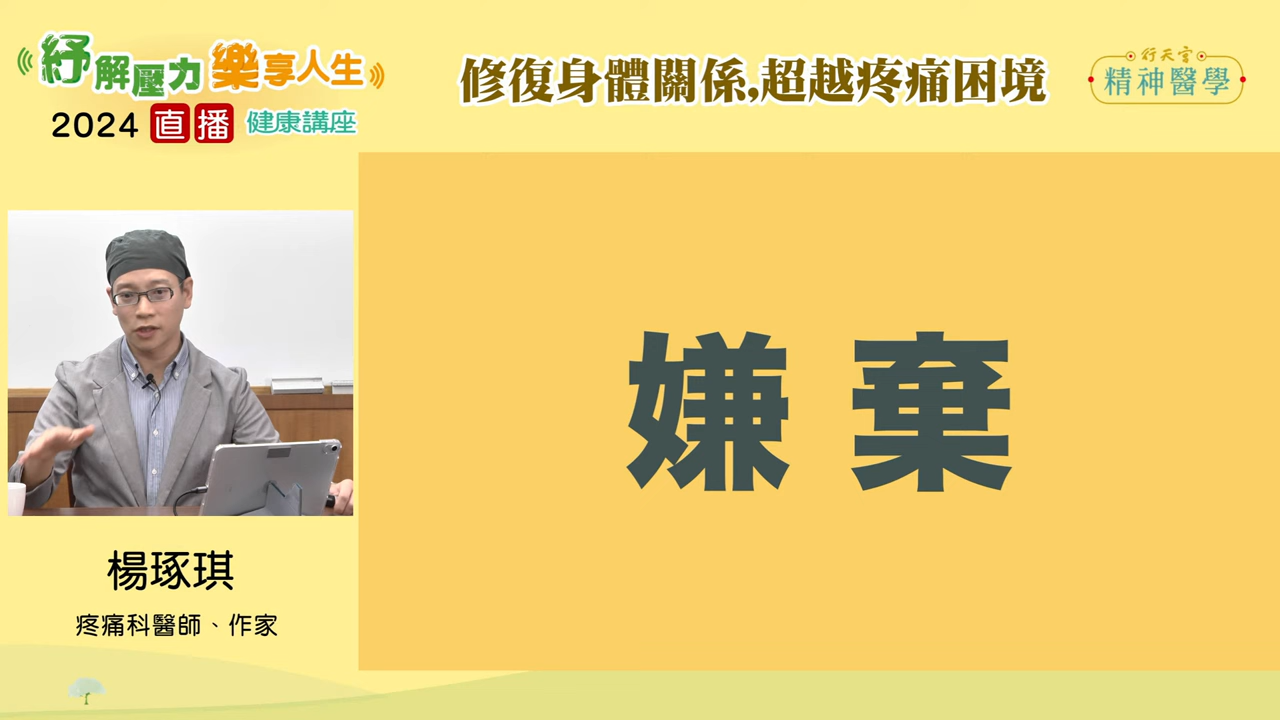 紓解壓力 樂享人生
2024 直播 健康講座
修復身體關係,超越疼痛困境
行天宮
精神醫學
嫌棄
楊琢琪
疼痛科醫師、作家